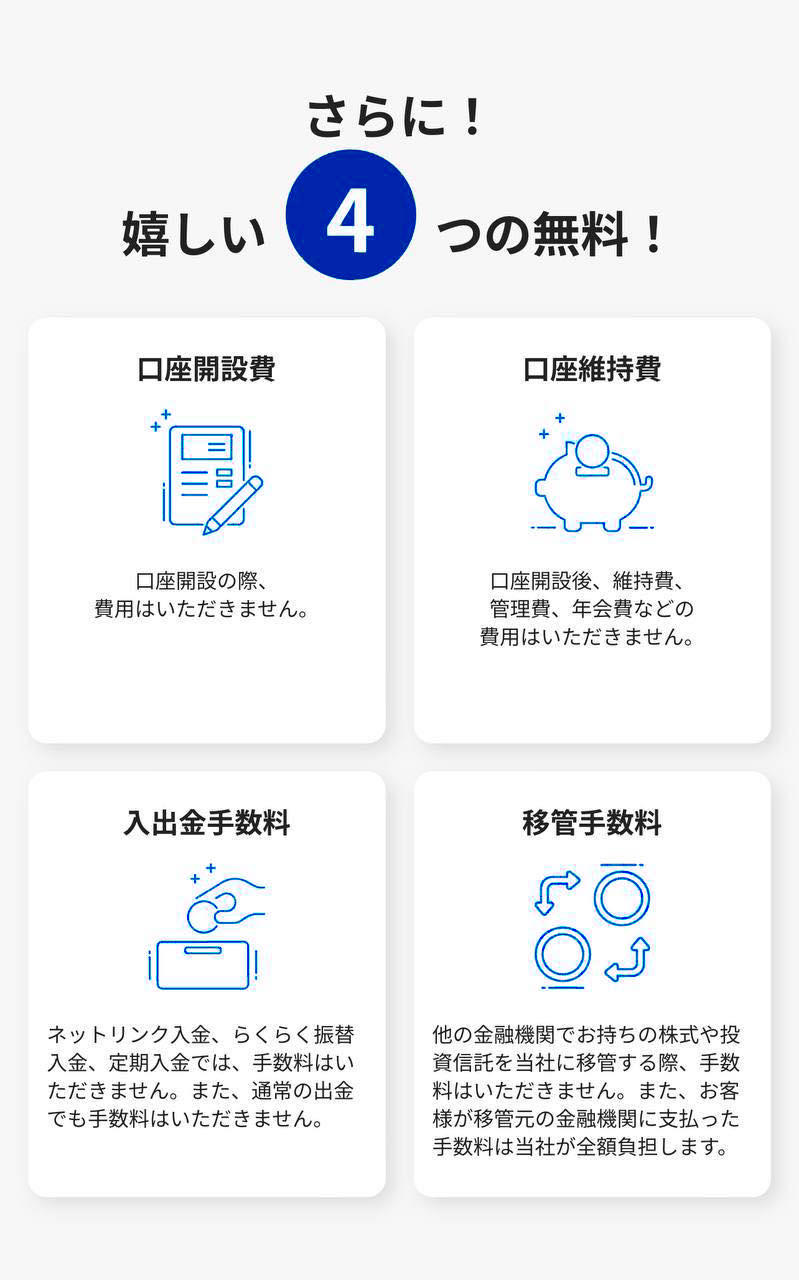 さらに！
嬉しい 4 つの無料！
口座開設費
口座開設の際、
費用はいただきません。
口座維持費
口座開設後、維持費、
管理費、年会費などの
費用はいただきません。
入出金手数料
ネットリンク入金、らくらく振替
入金、定期入金では、手数料はい
ただきません。また、通常の出金
でも手数料はいただきません。
移管手数料
他の金融機関でお持ちの株式や投
資信託を当社に移管する際、手数
料はいただきません。また、お客
様が移管元の金融機関に支払った
手数料は当社が全額負担します。